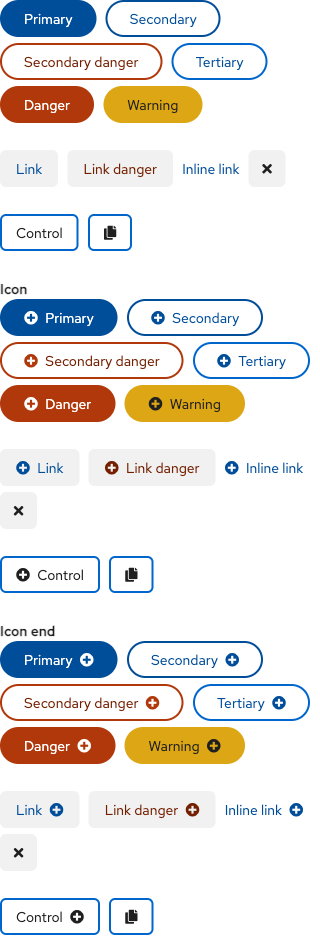 Primary Secondary
Secondary danger Tertiary
Danger Warning
Link Link danger Inline link
Control
Icon
Primary Secondary
Secondary danger Tertiary
Danger Warning
Link Link danger Inline link
Control
Icon end
Primary Secondary
Secondary danger Tertiary
Danger Warning
Link Link danger Inline link
Control